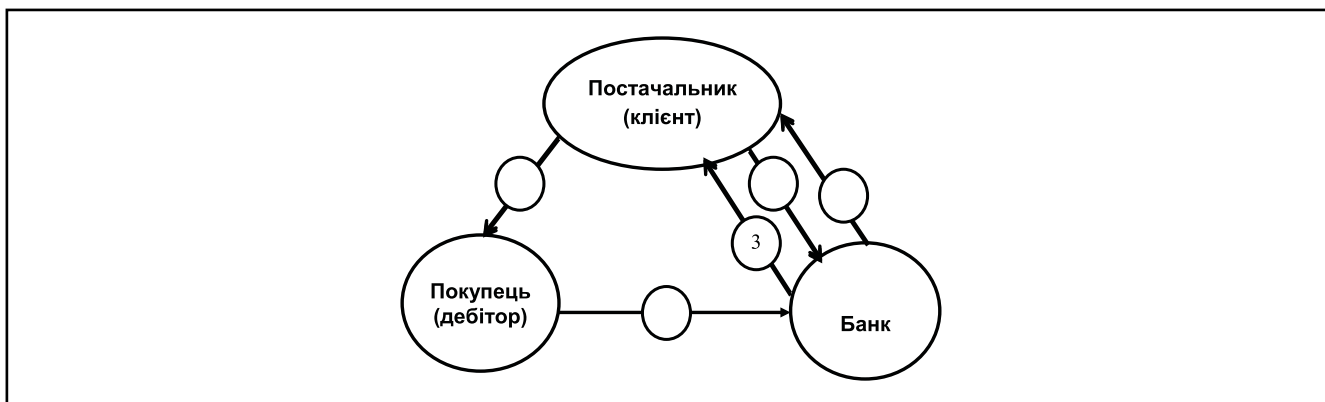 Постачальник
(клієнт)
3
Покупець
(дебітор)
Банк